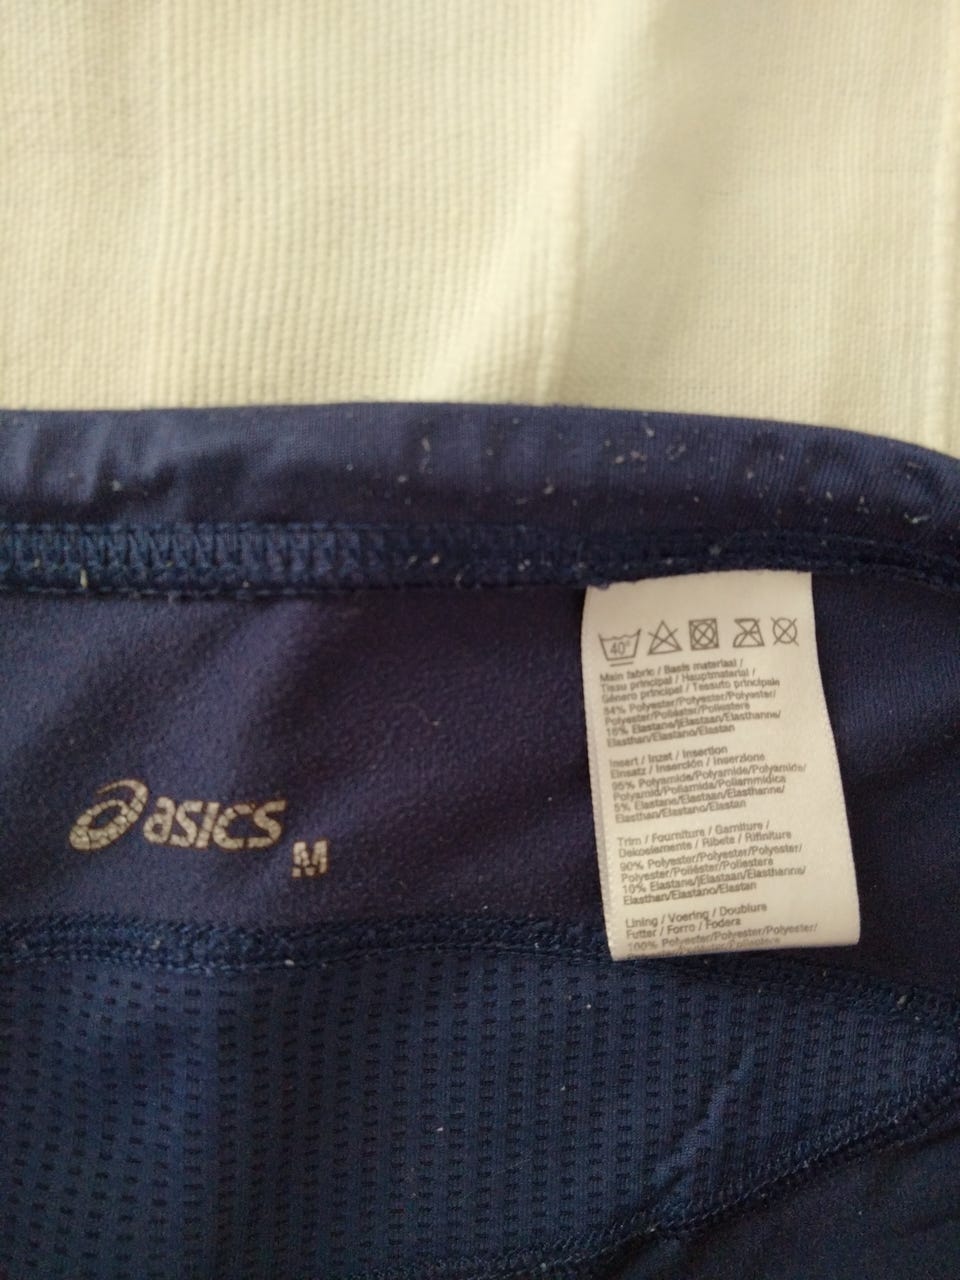 asics
M
40°
Main fabric / Basis materiaal /
Tissu principal / Hauptmaterial /
Género principal / Tessuto principale
84% Polyester/Polyester/Polyester/
Polyester/Poliéster/Poliestere
16% Elastane/Elastaan/Elasthanne/
Elasthan/Elastano/Elastan
Insert / Inzet / Insertion
Einsatz / Inserción / Inserzione
95% Polyamide/Polyamide/Polyamide/
Polyamid/Poliamida/Poliammidica
5% Elastane/Elastaan/Elasthanne/
Elasthan/Elastano/Elastan
Trim / Fourniture / Garniture /
Dekoelemente / Ribete / Rifiniture
90% Polyester/Polyester/Polyester/
Polyester/Poliéster/Poliestere
10% Elastane/Elastaan/Elasthanne/
Elasthan/Elastano/Elastan
Lining / Voering / Doublure
Futter / Forro / Fodera
100% Polyester/Polyester/Polyester/